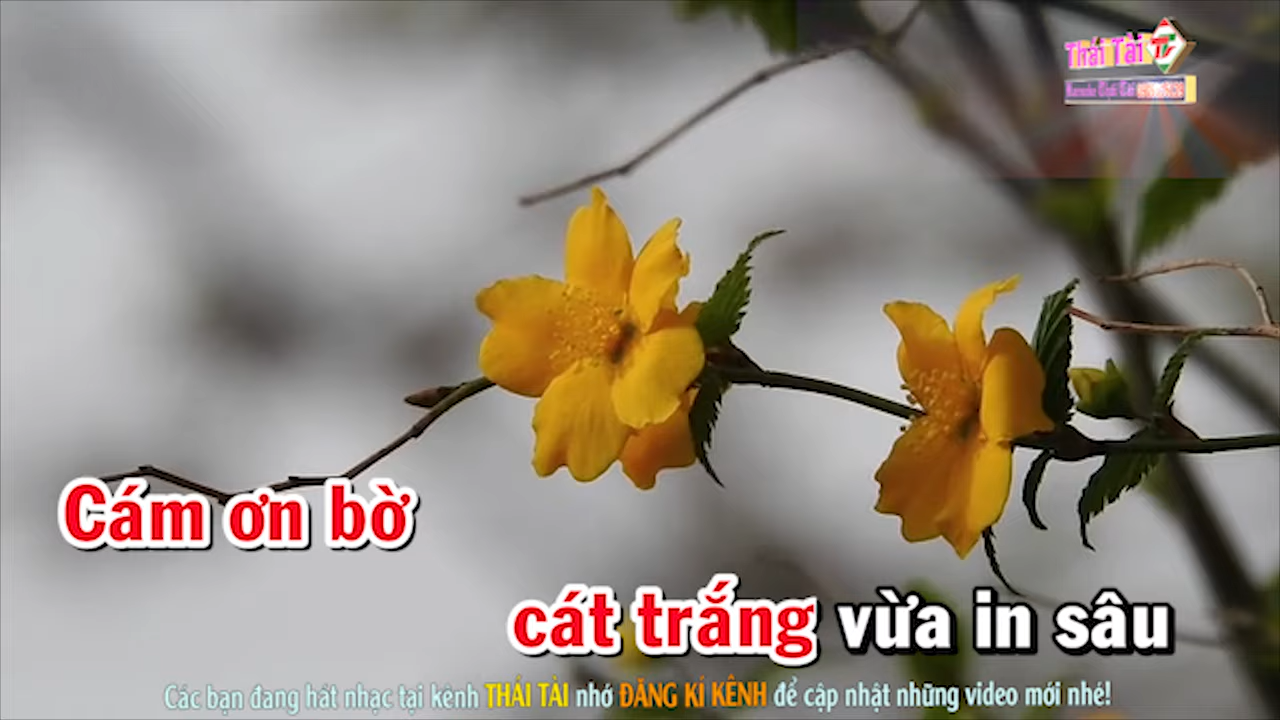 Thái Tài
Cám ơn bờ
cát trắng vừa in sâu
Các bạn đang hát nhạc tại kênh THÁI TÀI nhớ ĐĂNG KÍ KÊNH để cập nhật những video mới nhé!